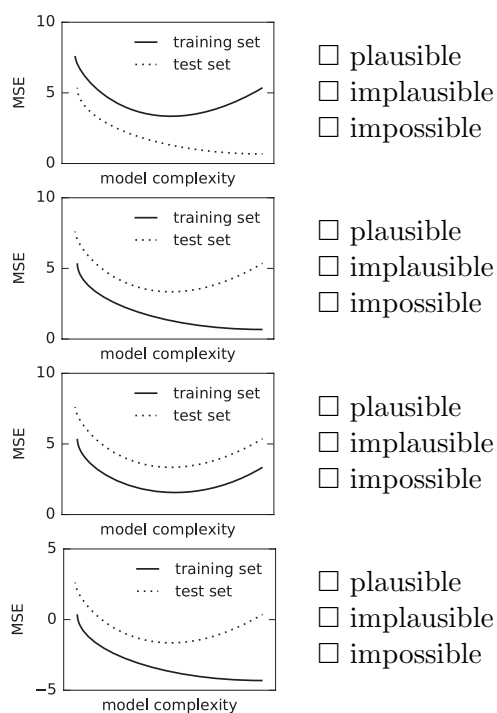 10
training set
test set
5
MSE
0
model complexity
☐ plausible
☐ implausible
☐ impossible
10
training set
test set
5
MSE
0
model complexity
☐ plausible
☐ implausible
☐ impossible
10
training set
test set
5
MSE
0
model complexity
☐ plausible
☐ implausible
☐ impossible
5
training set
test set
0
MSE
−5
model complexity
☐ plausible
☐ implausible
☐ impossible